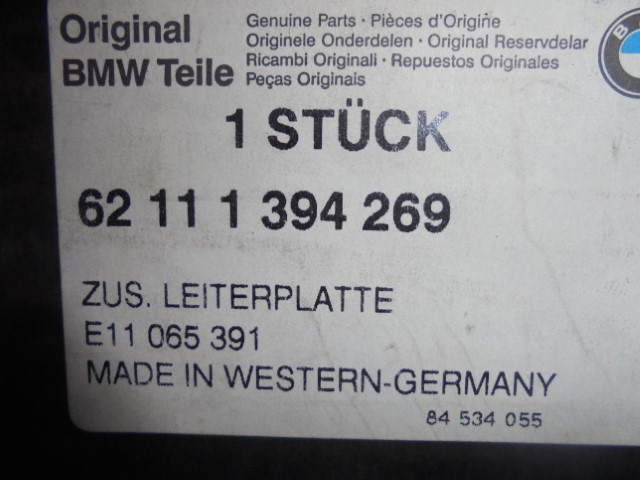 Original
BMW Teile
Genuine Parts · Pièces d'Origine
Originele Onderdelen · Original Reservdelar
Ricambi Originali · Repuestos Originales
Peças Originais
1 STÜCK
62 11 1 394 269
ZUS. LEITERPLATTE
E11 065 391
MADE IN WESTERN-GERMANY
84 534 055